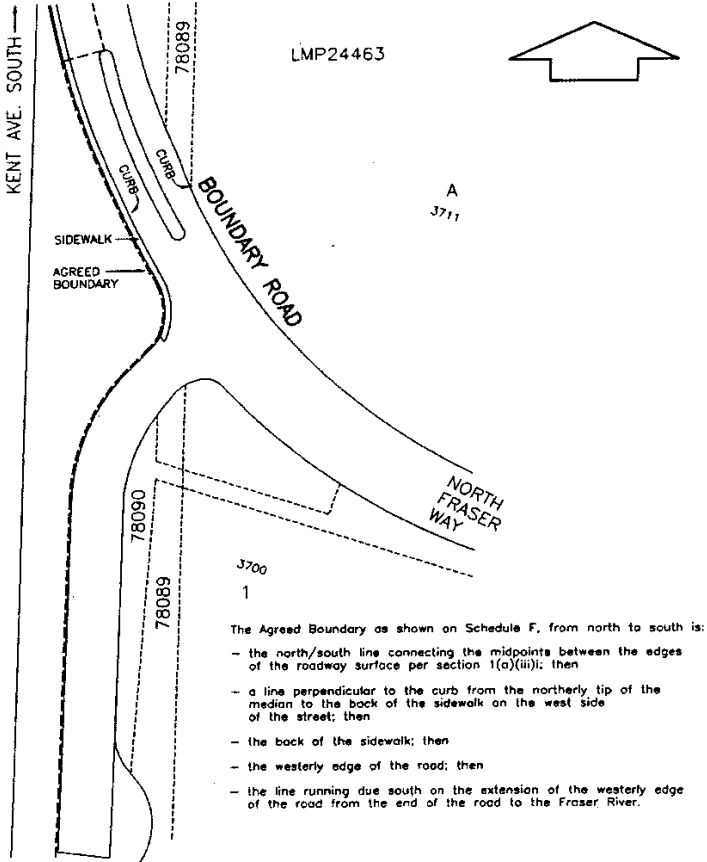 KENT AVE. SOUTH
78089
LMP24463
CURB
CURB
BOUNDARY ROAD
A
3711
SIDEWALK
AGREED
BOUNDARY
NORTH
FRASER
WAY
78090
78089
3700
1
The Agreed Boundary as shown on Schedule F, from north to south is:
– the north/south line connecting the midpoints between the edges
of the roadway surface per section 1(a)(iii)i; then
– a line perpendicular to the curb from the northerly tip of the
median to the back of the sidewalk on the west side
of the street; then
– the back of the sidewalk; then
– the westerly edge of the road; then
– the line running due south on the extension of the westerly edge
of the road from the end of the road to the Fraser River.